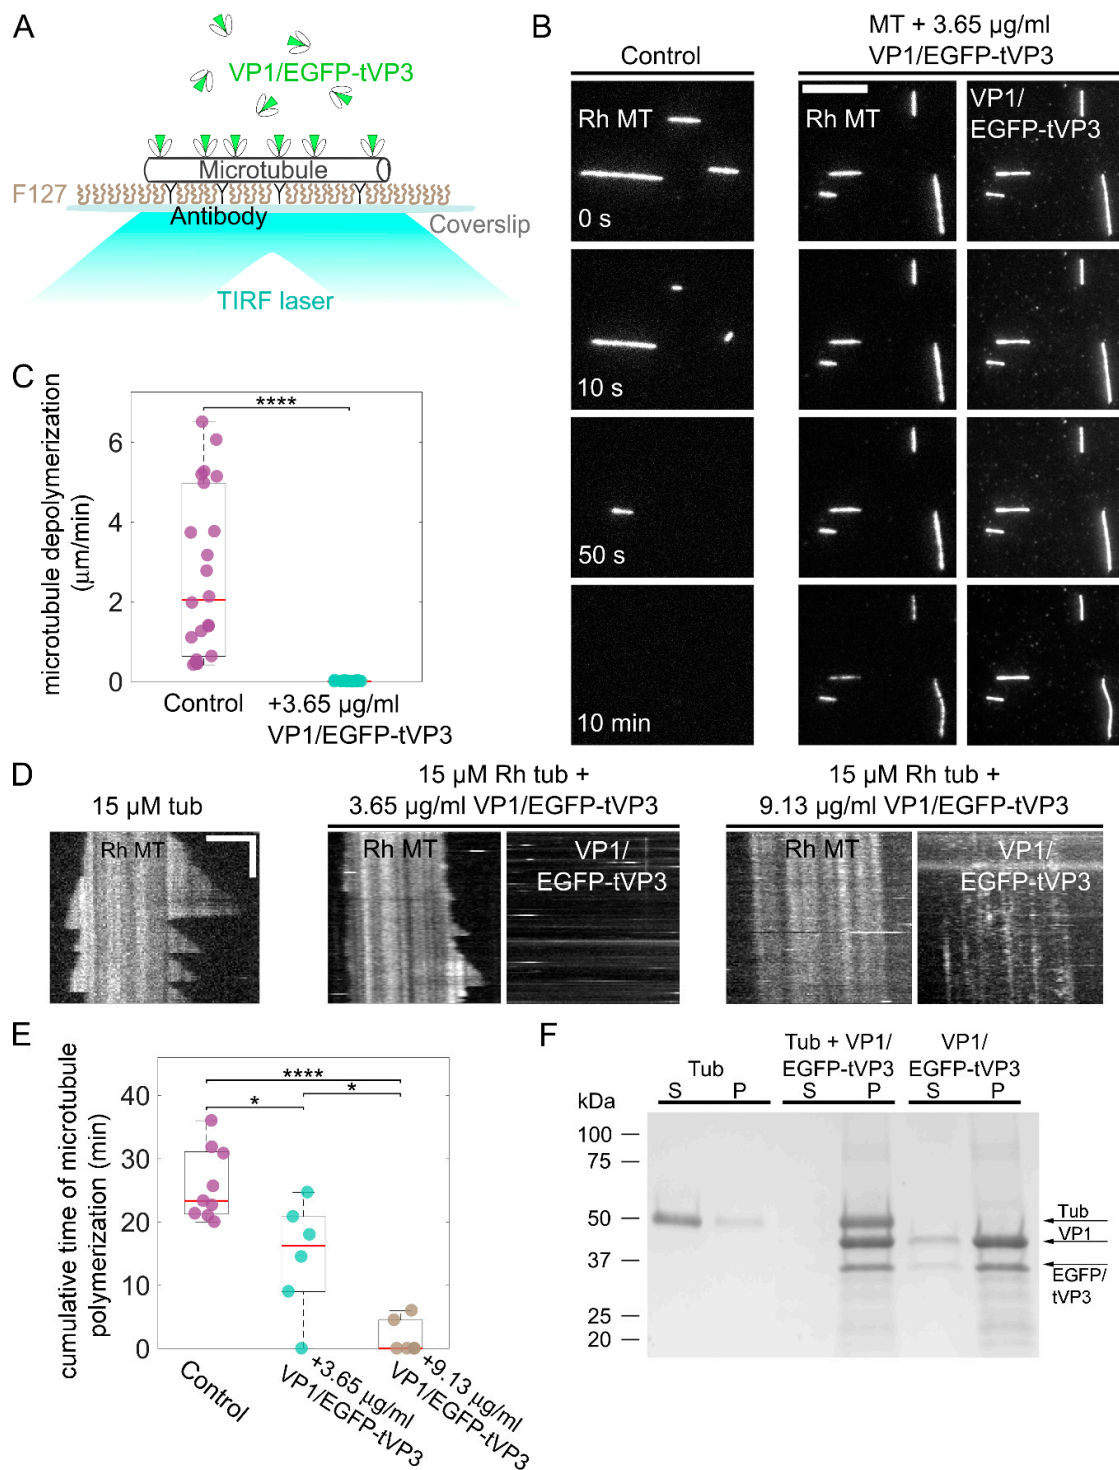 A
VP1/EGFP-tVP3
Microtubule
F127
Antibody
Coverslip
TIRF laser
B
Control
MT + 3.65 µg/ml
VP1/EGFP-tVP3
Rh MT
0 s
Rh MT
VP1/
EGFP-tVP3
10 s
50 s
10 min
C
microtubule depolymerization
(µm/min)
****
6
4
2
0
Control
+3.65 µg/ml
VP1/EGFP-tVP3
D
15 µM tub
15 µM Rh tub +
3.65 µg/ml VP1/EGFP-tVP3
15 µM Rh tub +
9.13 µg/ml VP1/EGFP-tVP3
Rh MT
Rh MT
VP1/
EGFP-tVP3
Rh MT
VP1/
EGFP-tVP3
E
cumulative time of microtubule
polymerization (min)
****
*
*
40
30
20
10
0
Control
+3.65 µg/ml
VP1/EGFP-tVP3
+9.13 µg/ml
VP1/EGFP-tVP3
F
Tub
Tub + VP1/
EGFP-tVP3
VP1/
EGFP-tVP3
S P S P S P
kDa
100
75
50
37
25
20
Tub
VP1
EGFP/
tVP3